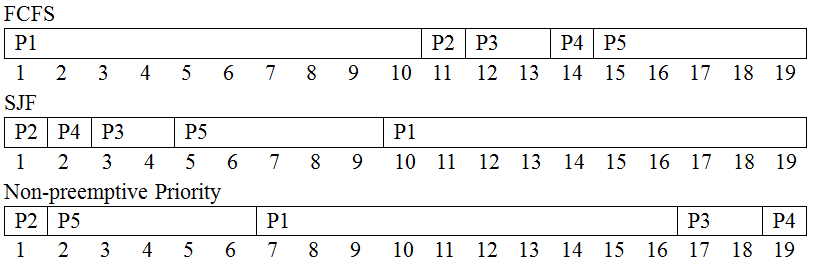 FCFS
P1 P2 P3 P4 P5
1 2 3 4 5 6 7 8 9 10 11 12 13 14 15 16 17 18 19
SJF
P2 P4 P3 P5 P1
1 2 3 4 5 6 7 8 9 10 11 12 13 14 15 16 17 18 19
Non-preemptive Priority
P2 P5 P1 P3 P4
1 2 3 4 5 6 7 8 9 10 11 12 13 14 15 16 17 18 19